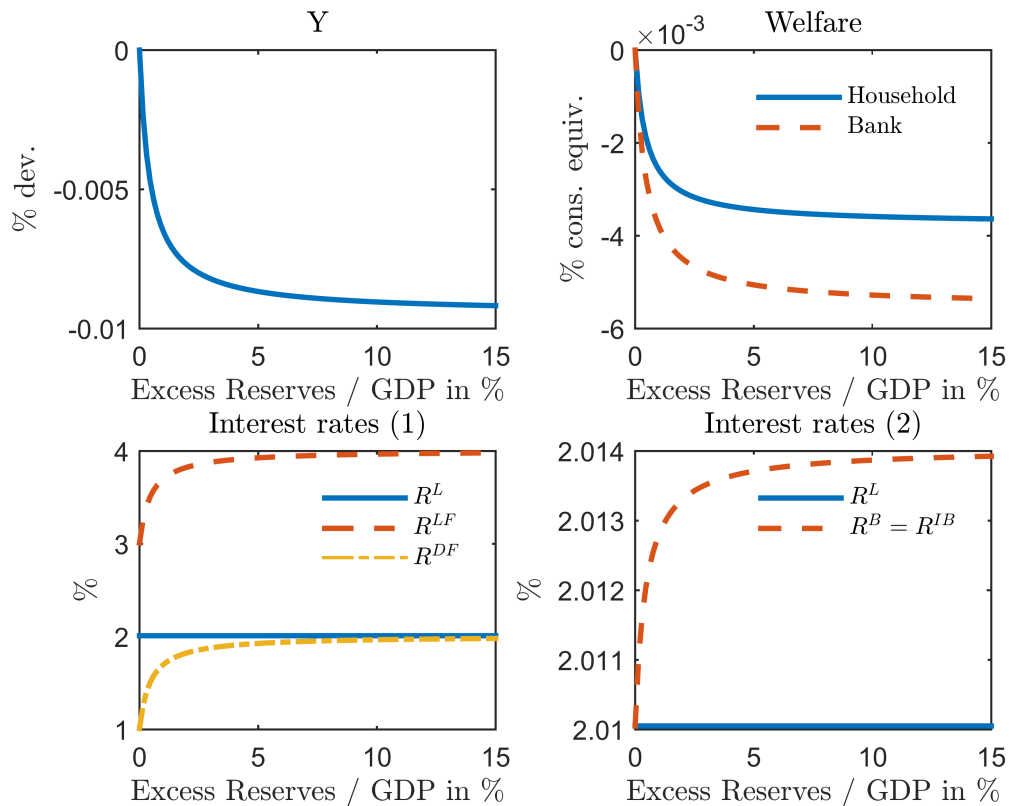 Y
0
-0.005
-0.01
% dev.
0 5 10 15
Excess Reserves / GDP in %
Welfare
×10^-3
0
-2
-4
-6
% cons. equiv.
Household
Bank
0 5 10 15
Excess Reserves / GDP in %
Interest rates (1)
4
3
2
1
%
R^L
R^LF
R^DF
0 5 10 15
Excess Reserves / GDP in %
Interest rates (2)
2.014
2.013
2.012
2.011
2.01
%
R^L
R^B = R^IB
0 5 10 15
Excess Reserves / GDP in %